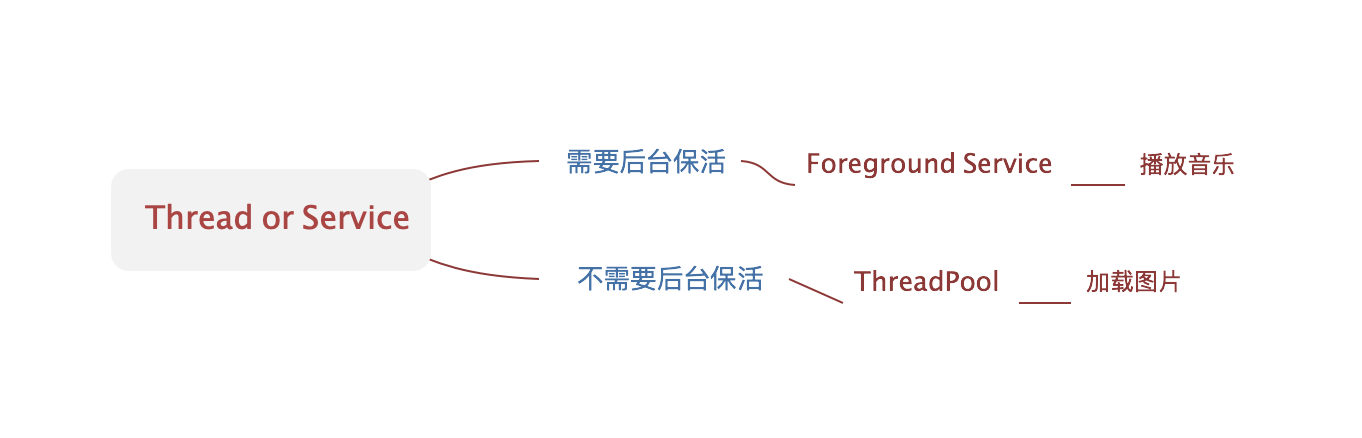 Thread or Service
需要后台保活
Foreground Service
播放音乐
不需要后台保活
ThreadPool
加载图片